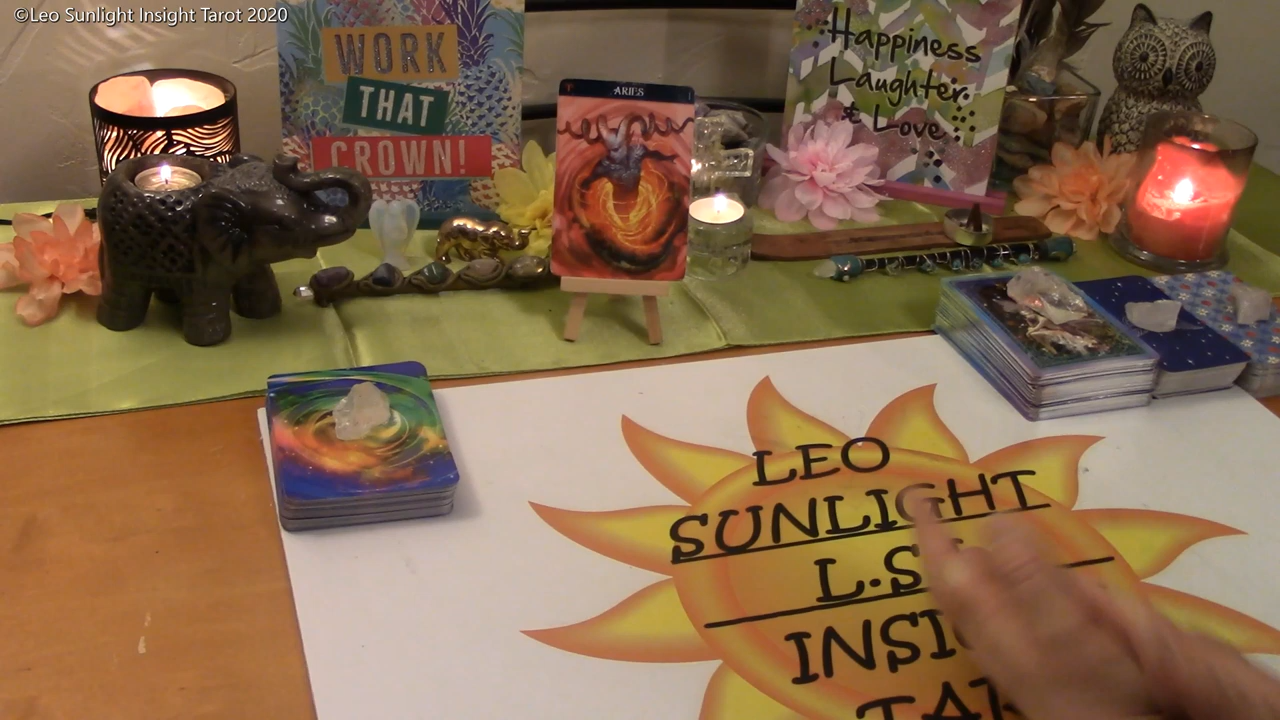 ©Leo Sunlight Insight Tarot 2020
WORK
THAT
CROWN!
Happiness
Laughter
& Love
ARIES
LEO
SUNLIGHT